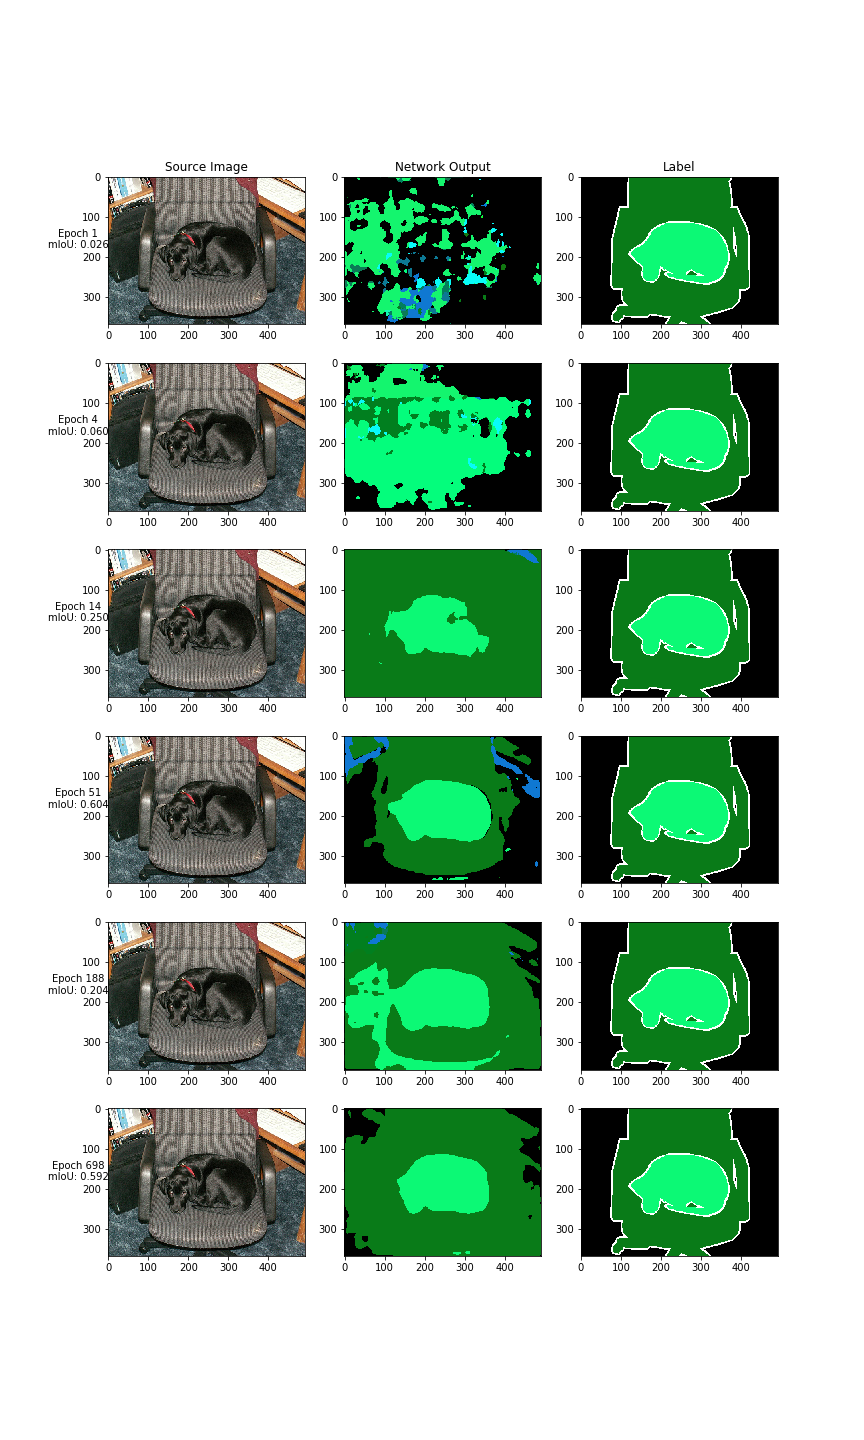 Source Image Network Output Label
0 0 0
100 100 100
Epoch 1
mIoU: 0.026
200 200 200
300 300 300
0 100 200 300 400 0 100 200 300 400 0 100 200 300 400
0 0 0
100 100 100
Epoch 4
mIoU: 0.060
200 200 200
300 300 300
0 100 200 300 400 0 100 200 300 400 0 100 200 300 400
0 0 0
100 100 100
Epoch 14
mIoU: 0.250
200 200 200
300 300 300
0 100 200 300 400 0 100 200 300 400 0 100 200 300 400
0 0 0
100 100 100
Epoch 51
mIoU: 0.604
200 200 200
300 300 300
0 100 200 300 400 0 100 200 300 400 0 100 200 300 400
0 0 0
100 100 100
Epoch 188
mIoU: 0.204
200 200 200
300 300 300
0 100 200 300 400 0 100 200 300 400 0 100 200 300 400
0 0 0
100 100 100
Epoch 698
mIoU: 0.592
200 200 200
300 300 300
0 100 200 300 400 0 100 200 300 400 0 100 200 300 400